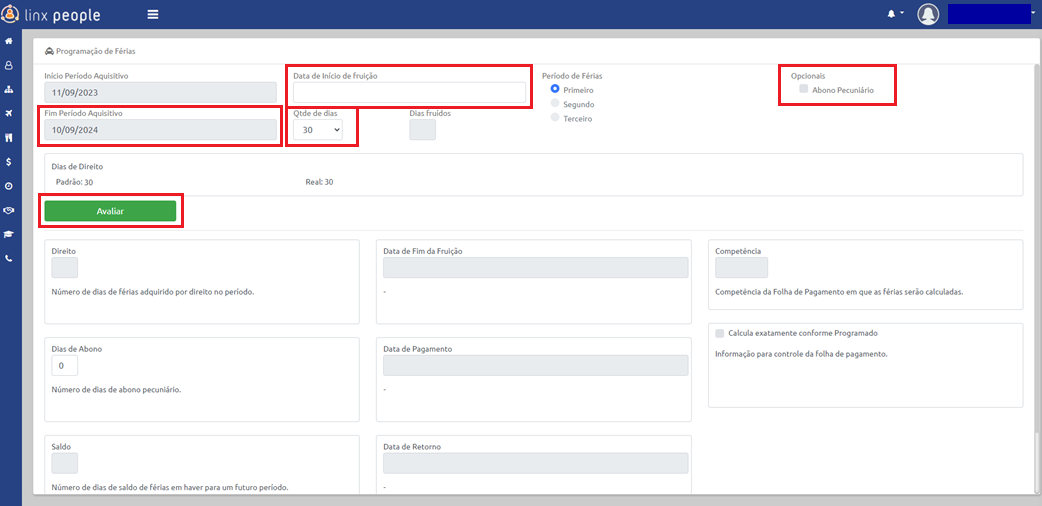 linx people
Programação de Férias
Início Período Aquisitivo
11/09/2023
Data de Início de fruição
Período de Férias
Primeiro
Segundo
Terceiro
Opcionais
Abono Pecuniário
Fim Período Aquisitivo
10/09/2024
Qtde de dias
30
Dias fruídos
Dias de Direito
Padrão: 30
Real: 30
Avaliar
Direito
Número de dias de férias adquirido por direito no período.
Data de Fim da Fruição
-
Competência
Competência da Folha de Pagamento em que as férias serão calculadas.
Dias de Abono
0
Número de dias de abono pecuniário.
Data de Pagamento
-
Calcula exatamente conforme Programado
Informação para controle da folha de pagamento.
Saldo
Número de dias de saldo de férias em haver para um futuro período.
Data de Retorno
-